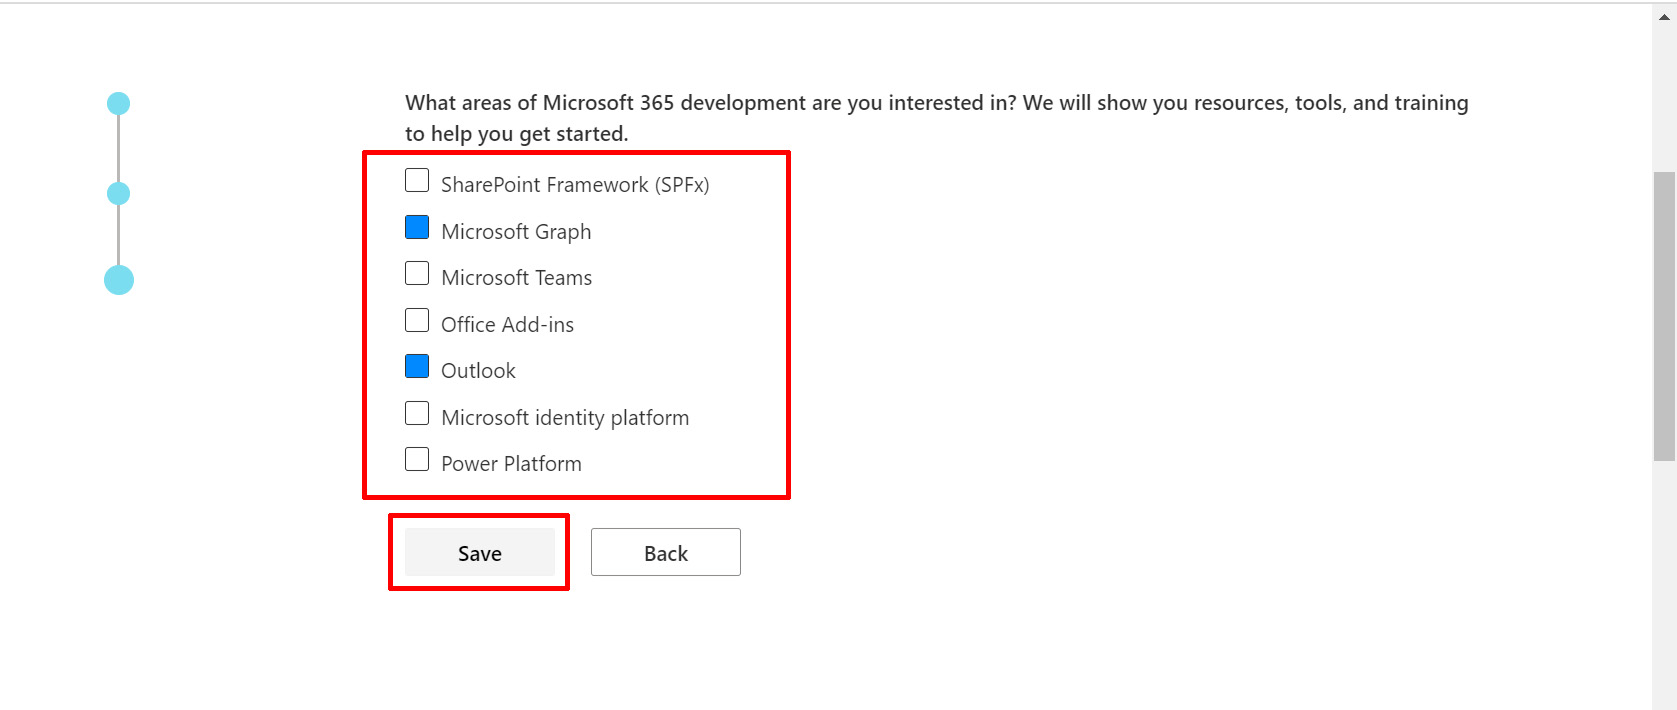 What areas of Microsoft 365 development are you interested in? We will show you resources, tools, and training
to help you get started.
SharePoint Framework (SPFx)
Microsoft Graph
Microsoft Teams
Office Add-ins
Outlook
Microsoft identity platform
Power Platform
Save Back